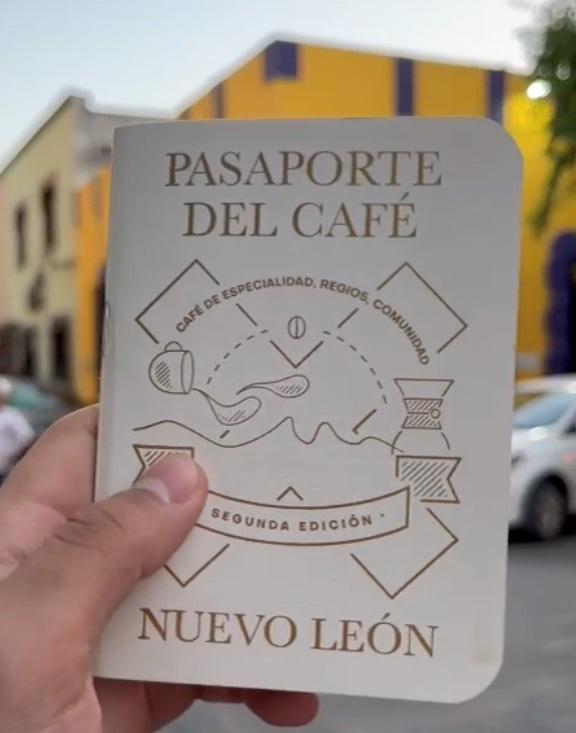 PASAPORTE
DEL CAFÉ
CAFÉ DE ESPECIALIDAD, REGIOS, COMUNIDAD
SEGUNDA EDICIÓN
NUEVO LEÓN